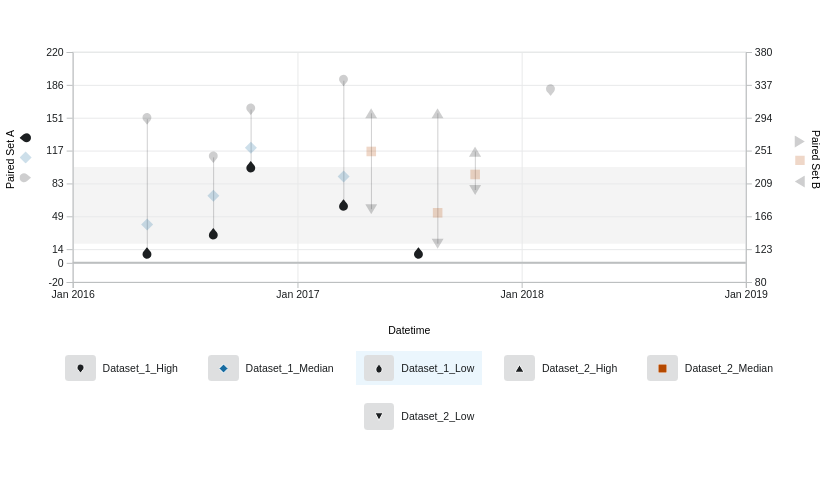 220
186
151
117
83
49
14
0
-20
Paired Set A
380
337
294
251
209
166
123
80
Paired Set B
Jan 2016
Jan 2017
Jan 2018
Jan 2019
Datetime
Dataset_1_High
Dataset_1_Median
Dataset_1_Low
Dataset_2_High
Dataset_2_Median
Dataset_2_Low